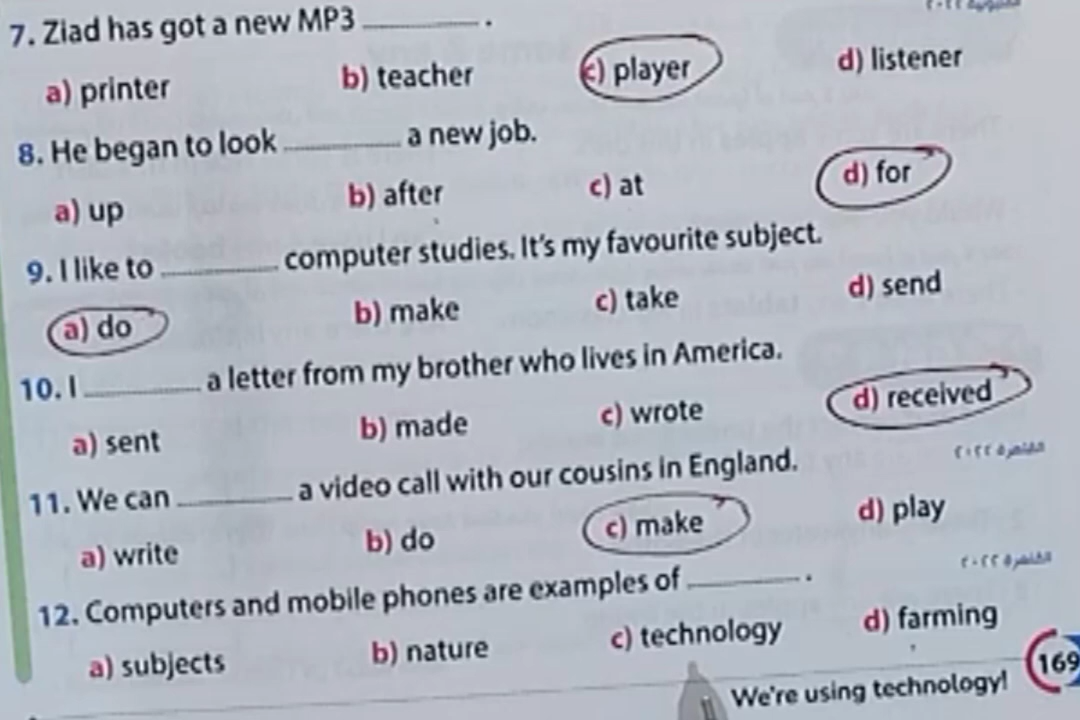 7. Ziad has got a new MP3 ________ .
a) printer b) teacher c) player d) listener
8. He began to look ________ a new job.
a) up b) after c) at d) for
9. I like to ________ computer studies. It's my favourite subject.
a) do b) make c) take d) send
10. I ________ a letter from my brother who lives in America.
a) sent b) made c) wrote d) received
القاهرة ٢٠٢٢
11. We can ________ a video call with our cousins in England.
a) write b) do c) make d) play
القاهرة ٢٠٢٢
12. Computers and mobile phones are examples of ________ .
a) subjects b) nature c) technology d) farming
We're using technology! 169